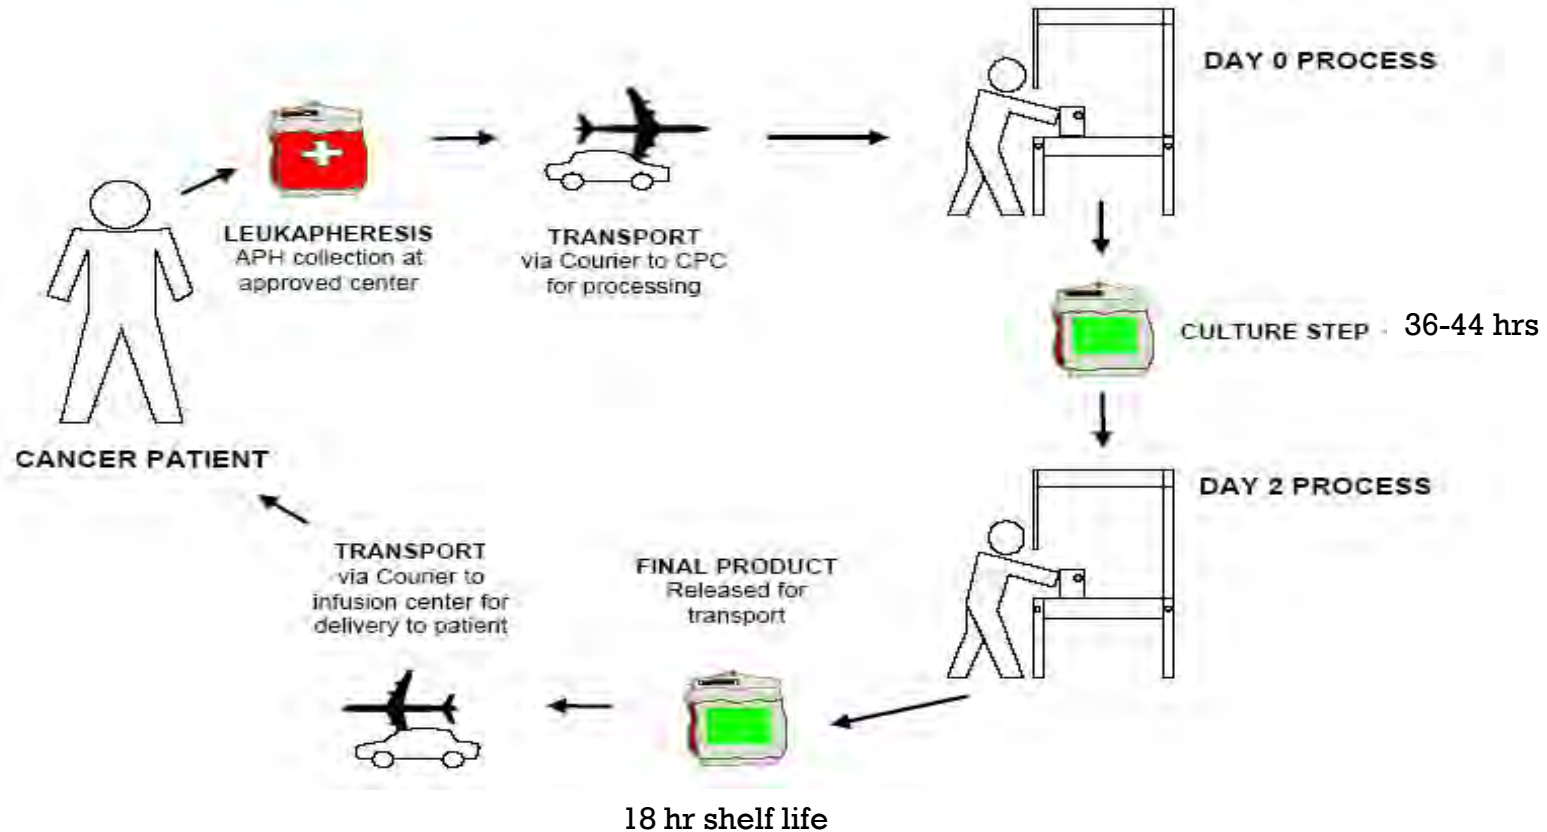 DAY 0 PROCESS
LEUKAPHERESIS
APH collection at
approved center
TRANSPORT
via Courier to CPC
for processing
CULTURE STEP - 36-44 hrs
CANCER PATIENT
DAY 2 PROCESS
FINAL PRODUCT
Released for
transport
TRANSPORT
via Courier to
infusion center for
delivery to patient
18 hr shelf life